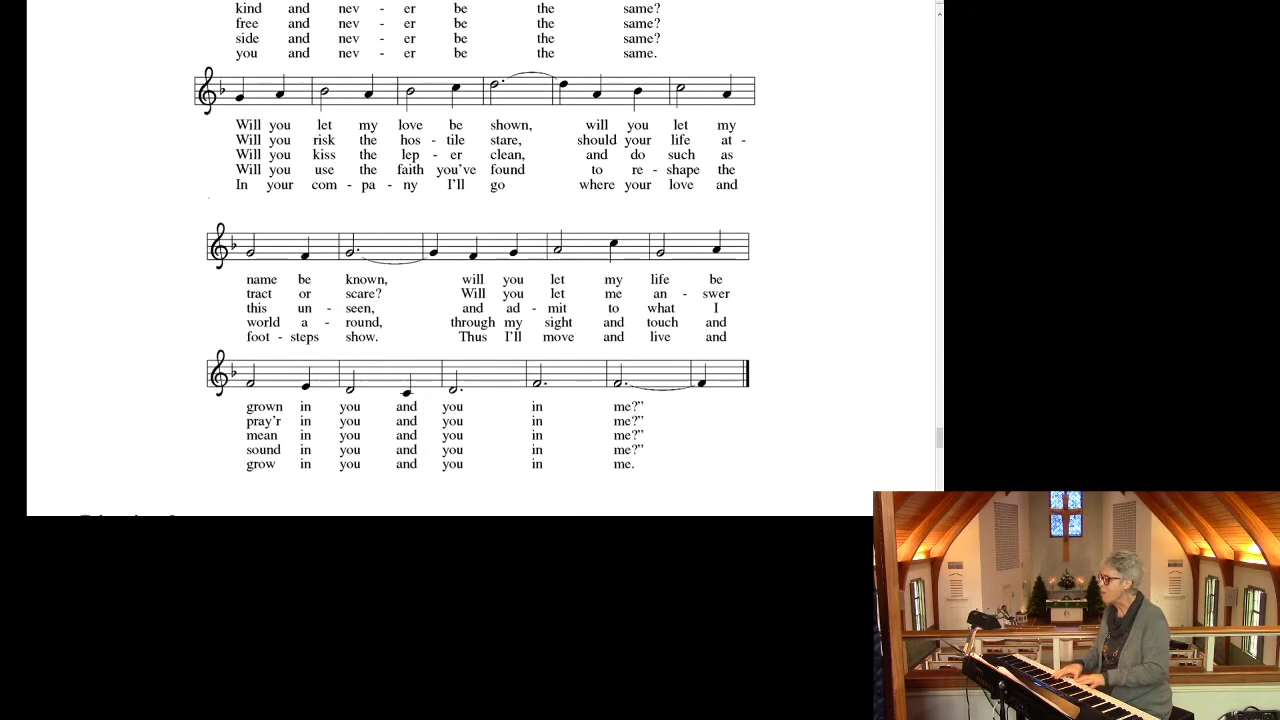 kind and nev - er be the same?
free and nev - er be the same?
side and nev - er be the same?
you and nev - er be the same.
Will you let my love be shown, will you let my
Will you risk the hos - tile stare, should your life at -
Will you kiss the lep - er clean, and do such as
Will you use the faith you've found to re - shape the
In your com - pa - ny I'll go where your love and
name be known, will you let my life be
tract or scare? Will you let me an - swer
this un - seen, and ad - mit to what I
world a - round, through my sight and touch and
foot - steps show. Thus I'll move and live and
grown in you and you in me?"
pray'r in you and you in me?"
mean in you and you in me?"
sound in you and you in me?"
grow in you and you in me.